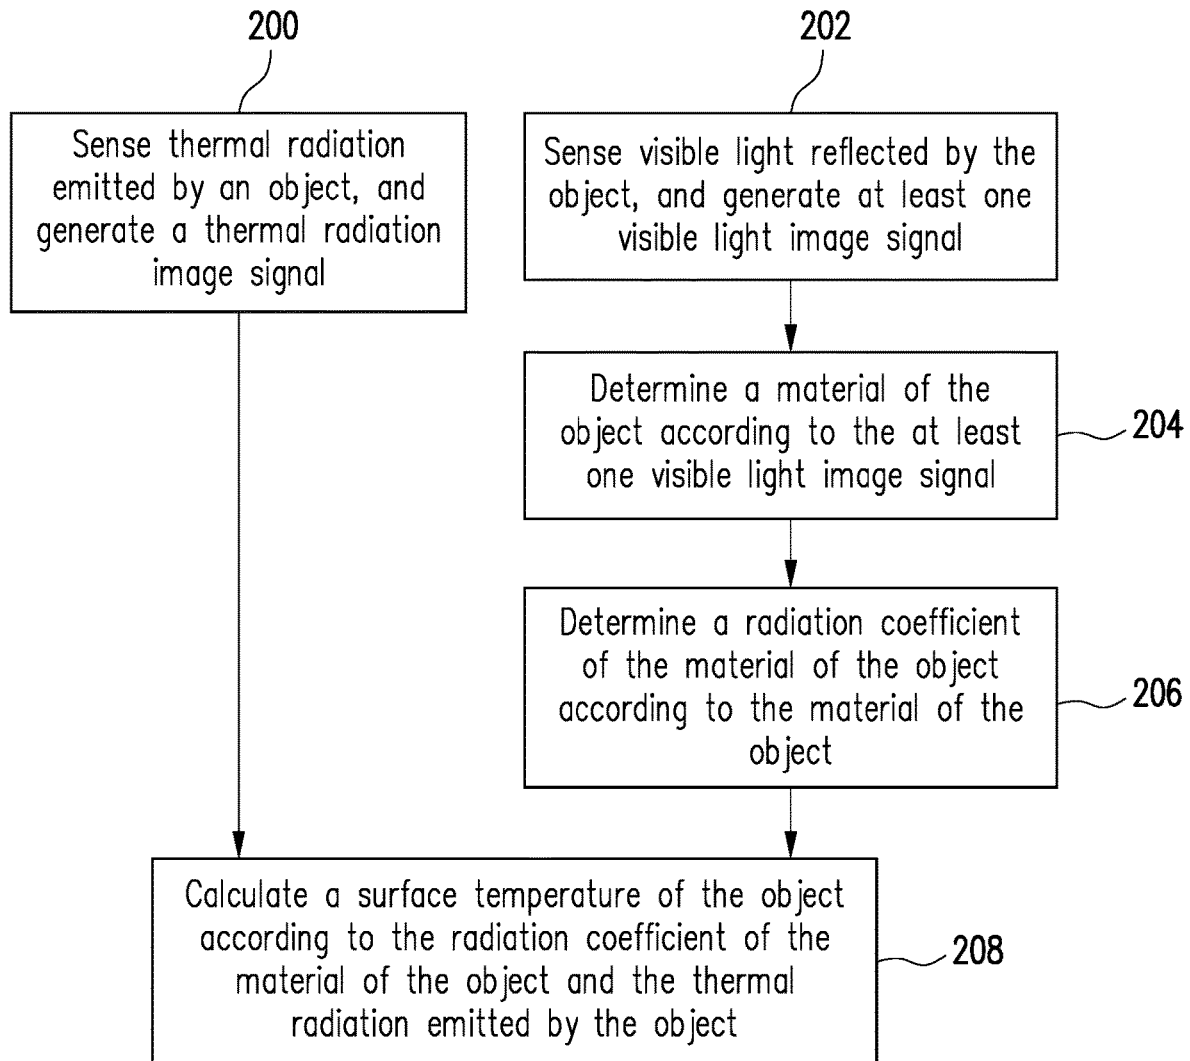 200
Sense thermal radiation
emitted by an object, and
generate a thermal radiation
image signal
202
Sense visible light reflected by the
object, and generate at least one
visible light image signal
Determine a material of the
object according to the at least
one visible light image signal
204
Determine a radiation coefficient
of the material of the object
according to the material of the
object
206
Calculate a surface temperature of the object
according to the radiation coefficient of the
material of the object and the thermal
radiation emitted by the object
208